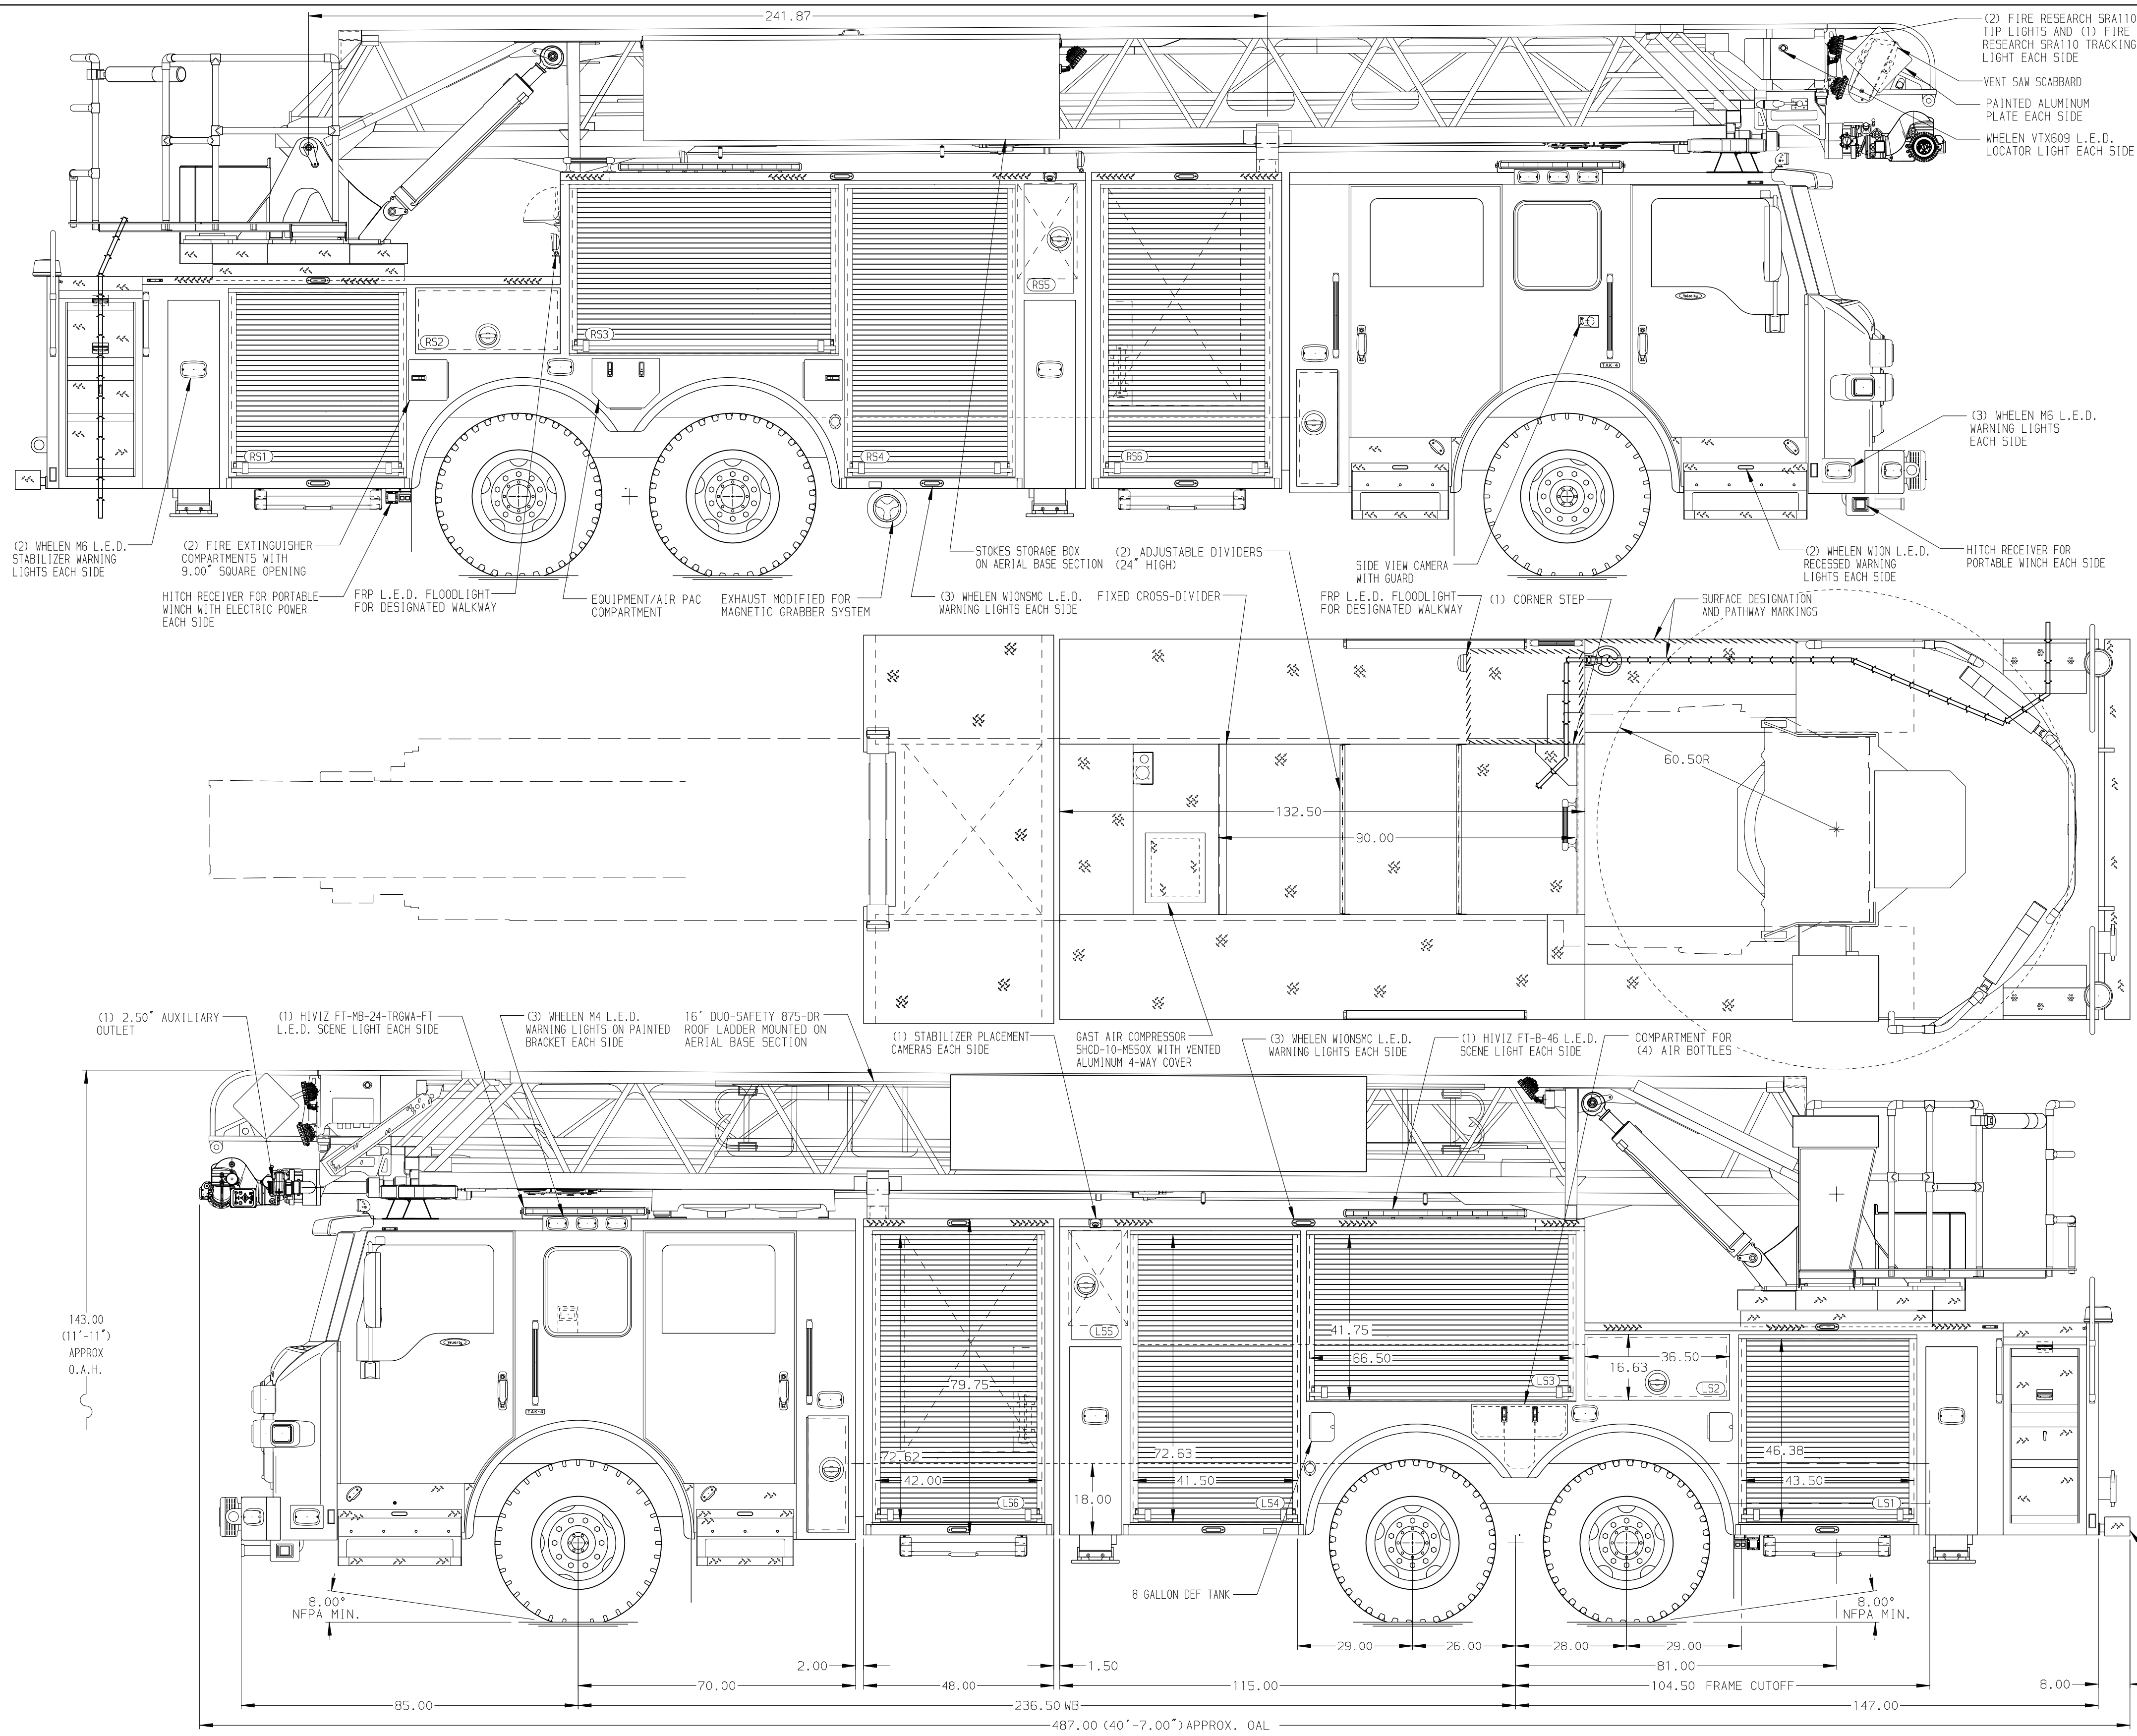 241.87
(2) FIRE RESEARCH SRA110
TIP LIGHTS AND (1) FIRE
RESEARCH SRA110 TRACKING
LIGHT EACH SIDE
VENT SAW SCABBARD
PAINTED ALUMINUM
PLATE EACH SIDE
WHELEN VTX609 L.E.D.
LOCATOR LIGHT EACH SIDE
RS5
RS2
RS3
TAK-4
RS1
RS4
RS6
(3) WHELEN M6 L.E.D.
WARNING LIGHTS
EACH SIDE
(2) WHELEN M6 L.E.D.
STABILIZER WARNING
LIGHTS EACH SIDE
(2) FIRE EXTINGUISHER
COMPARTMENTS WITH
9.00" SQUARE OPENING
HITCH RECEIVER FOR PORTABLE
WINCH WITH ELECTRIC POWER
EACH SIDE
FRP L.E.D. FLOODLIGHT
FOR DESIGNATED WALKWAY
EQUIPMENT/AIR PAC
COMPARTMENT
EXHAUST MODIFIED FOR
MAGNETIC GRABBER SYSTEM
STOKES STORAGE BOX
ON AERIAL BASE SECTION
(3) WHELEN WIONSMC L.E.D.
WARNING LIGHTS EACH SIDE
(2) ADJUSTABLE DIVIDERS
(24" HIGH)
FIXED CROSS-DIVIDER
SIDE VIEW CAMERA
WITH GUARD
FRP L.E.D. FLOODLIGHT
FOR DESIGNATED WALKWAY
(1) CORNER STEP
(2) WHELEN WION L.E.D.
RECESSED WARNING
LIGHTS EACH SIDE
HITCH RECEIVER FOR
PORTABLE WINCH EACH SIDE
SURFACE DESIGNATION
AND PATHWAY MARKINGS
60.50R
132.50
90.00
(1) 2.50" AUXILIARY
OUTLET
(1) HIVIZ FT-MB-24-TRGWA-FT
L.E.D. SCENE LIGHT EACH SIDE
(3) WHELEN M4 L.E.D.
WARNING LIGHTS ON PAINTED
BRACKET EACH SIDE
16' DUO-SAFETY 875-DR
ROOF LADDER MOUNTED ON
AERIAL BASE SECTION
(1) STABILIZER PLACEMENT
CAMERAS EACH SIDE
GAST AIR COMPRESSOR
SHCD-10-M550X WITH VENTED
ALUMINUM 4-WAY COVER
(3) WHELEN WIONSMC L.E.D.
WARNING LIGHTS EACH SIDE
(1) HIVIZ FT-B-46 L.E.D.
SCENE LIGHT EACH SIDE
COMPARTMENT FOR
(4) AIR BOTTLES
143.00
(11'-11")
APPROX
O.A.H.
LS5
41.75
66.50
LS3
16.63
36.50
LS2
79.75
TAK-4
72.62
42.00
LS6
72.63
41.50
LS4
18.00
46.38
43.50
LS1
8 GALLON DEF TANK
8.00°
NFPA MIN.
8.00°
NFPA MIN.
29.00
26.00
28.00
29.00
2.00
1.50
81.00
70.00
48.00
115.00
104.50 FRAME CUTOFF
8.00
85.00
236.50 WB
147.00
487.00 (40'-7.00") APPROX. OAL